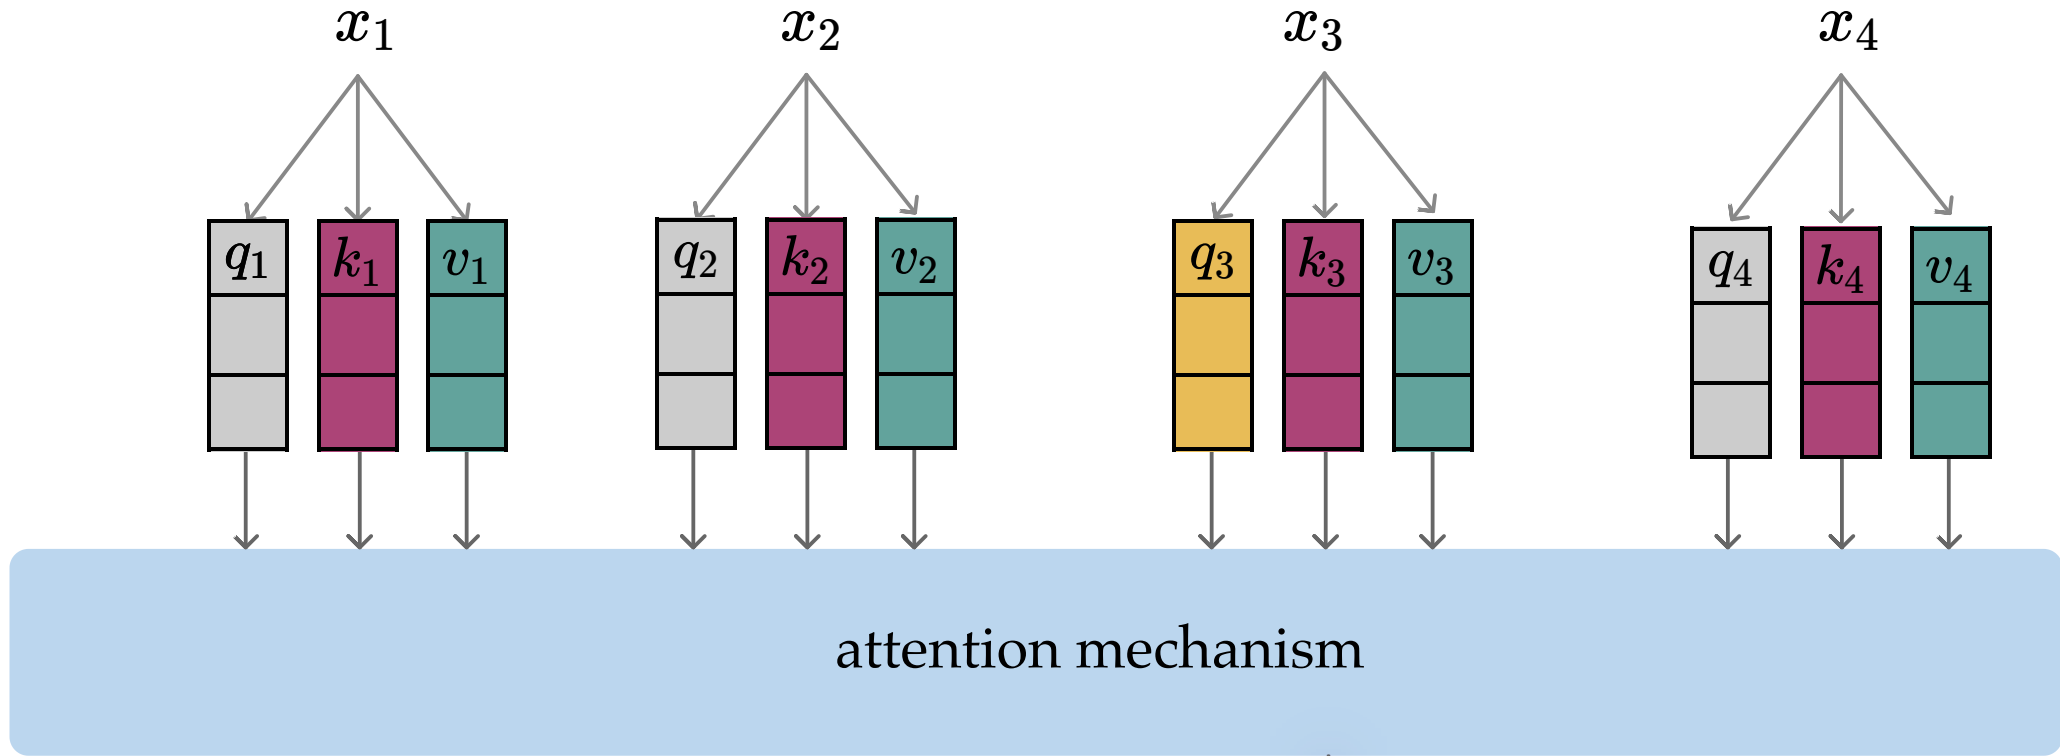 x₁ x₂ x₃ x₄
q₁ k₁ v₁ q₂ k₂ v₂ q₃ k₃ v₃ q₄ k₄ v₄
attention mechanism